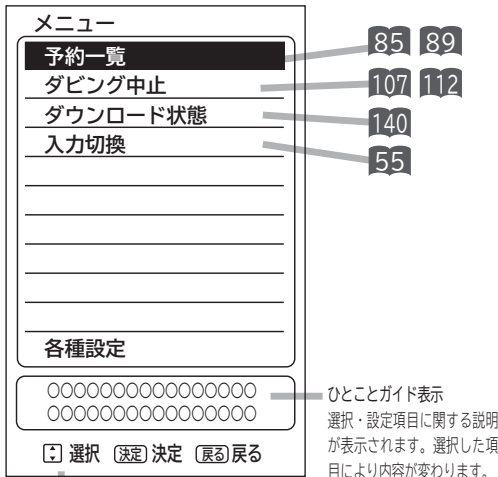 メニュー
予約一覧
85 89
ダビング中止
107 112
ダウンロード状態
140
入力切換
55
各種設定
○○○○○○○○○○○○○○○○
○○○○○○○○○○○○○○○○
ひとことガイド表示
選択・設定項目に関する説明
が表示されます。選択した項
目により内容が変わります。
選択 決定 決定 戻る 戻る